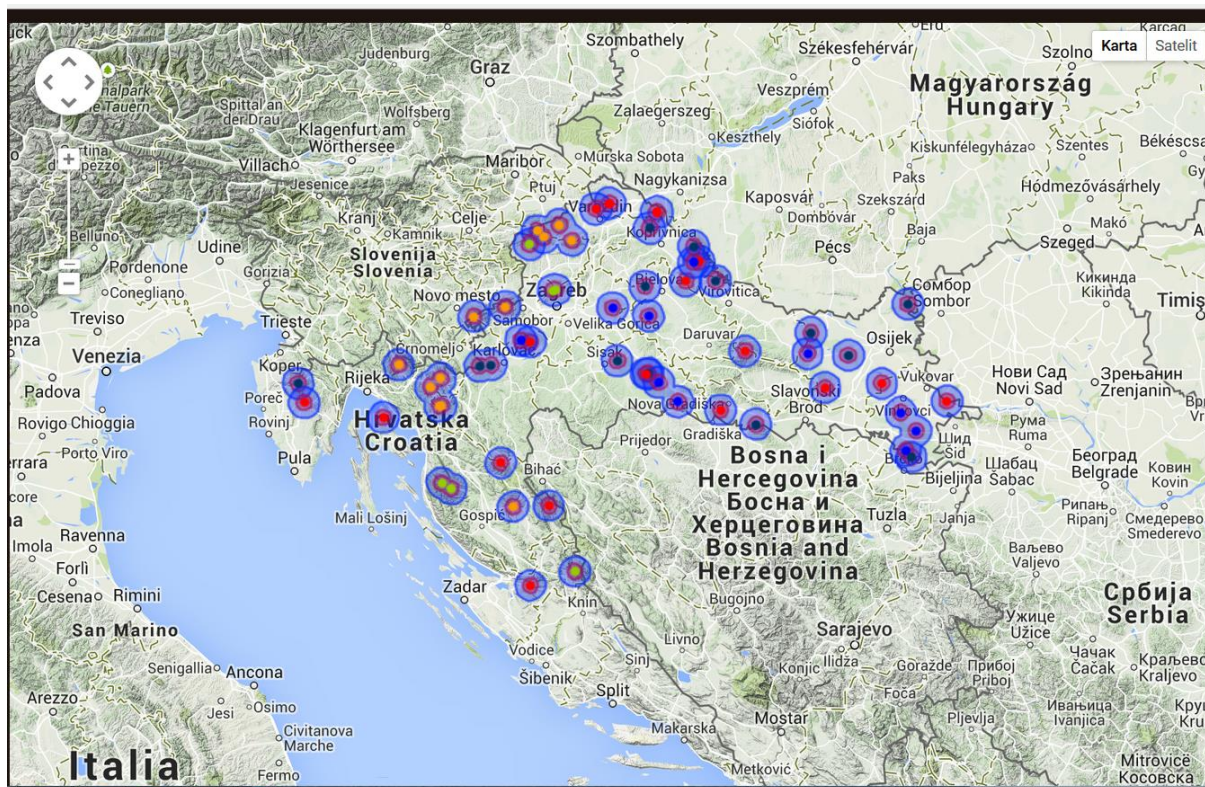 Karta
Satelit
Szombathely
Székesfehérvár
Judenburg
Graz
Veszprém
Magyarország
Hungary
Siófok
Spittal an
der Drau
Wolfsberg
Zalaegerszeg
Keszthely
Klagenfurt am
Wörthersee
Villach
Maribor
Murska Sobota
Kiskunfélegyháza
Szentes
Jesenice
Ptuj
Nagykanizsa
Kaposvár
Paks
Hódmezővásárhely
Belluno
Kranj
Celje
Kamnik
Dombóvár
Szekszárd
Makó
Udine
Slovenija
Slovenia
Koprivnica
Pécs
Baja
Szeged
Pordenone
Conegliano
Gorizia
Novo mesto
Zagreb
Virovitica
Сомбор
Sombor
Кикинда
Kikinda
Treviso
Trieste
Samobor
Velika Gorica
Daruvar
Osijek
Venezia
Koper
Črnomelj
Karlovac
Sisak
Padova
Rijeka
Slavonski
Brod
Vukovar
Нови Сад
Novi Sad
Зрењанин
Zrenjanin
Poreč
Rovinj
Vinkovci
Rovigo
Chioggia
Hrvatska
Croatia
Nova Gradiška
Gradiška
Prijedor
Рума
Ruma
Porto Viro
Pula
Шид
Šid
Београд
Belgrade
Bihać
Bosna i
Hercegovina
Босна и
Херцеговина
Bosnia and
Herzegovina
Bijeljina
Шабац
Šabac
Ковин
Kovin
Mali Lošinj
Gospić
Tuzla
Janja
Рипањ
Ripanj
Смедерево
Smederevo
Ravenna
Imola
Forlì
Cesena
Rimini
Zadar
Knin
Bugojno
Ваљево
Valjevo
Србија
Serbia
San Marino
Ужице
Užice
Senigallia
Ancona
Vodice
Šibenik
Sinj
Livno
Sarajevo
Konjic
Ilidža
Goražde
Прибој
Priboj
Чачак
Čačak
Краљево
Kraljevo
Arezzo
Jesi
Osimo
Split
Foča
Ивањица
Ivanjica
Civitanova
Marche
Makarska
Mostar
Pljevlja
Italia
Fermo
Metković
Mitrovicë
Косовска